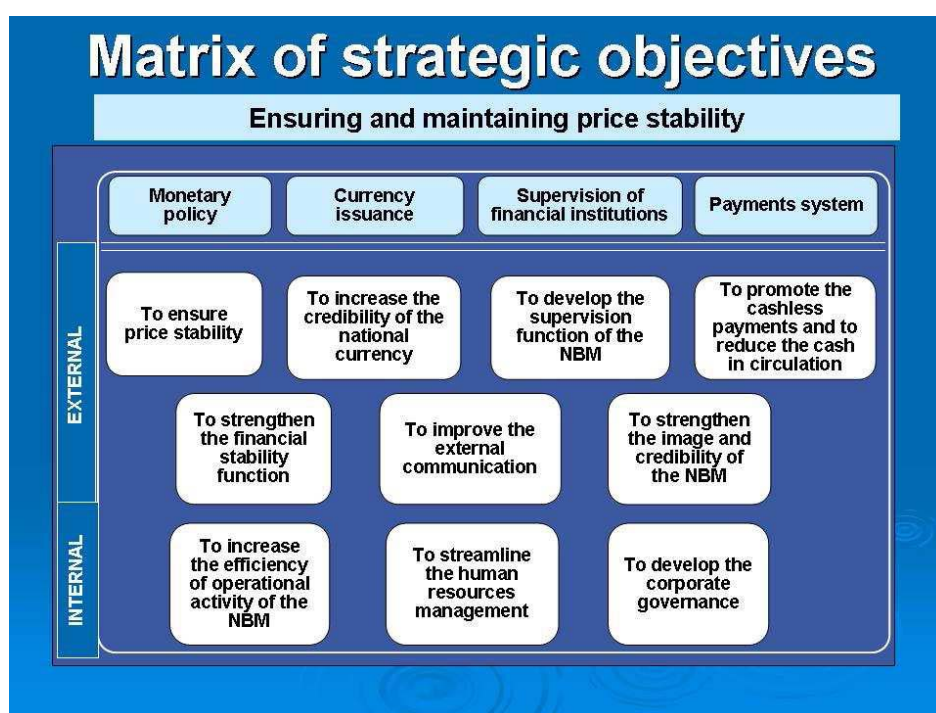 Matrix of strategic objectives
Ensuring and maintaining price stability
Monetary
policy
Currency
issuance
Supervision of
financial institutions
Payments system
EXTERNAL
To ensure
price stability
To increase the
credibility of the
national
currency
To develop the
supervision
function of the
NBM
To promote the
cashless
payments and to
reduce the cash
in circulation
To strengthen
the financial
stability
function
To improve the
external
communication
To strengthen
the image and
credibility of
the NBM
INTERNAL
To increase
the efficiency
of operational
activity of the
NBM
To streamline
the human
resources
management
To develop the
corporate
governance